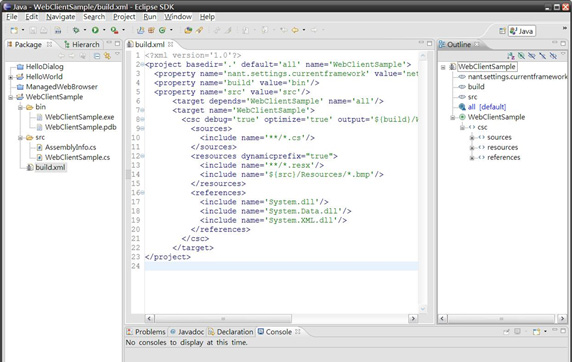 Java - WebClientSample/build.xml - Eclipse SDK
File Edit Navigate Search Project Run Window Help
Java
Package
Hierarch
HelloDialog
HelloWorld
ManagedWebBrowser
WebClientSample
bin
WebClientSample.exe
WebClientSample.pdb
src
AssemblyInfo.cs
WebClientSample.cs
build.xml
build.xml
1 <?xml version='1.0'?>
2 <project basedir='.' default='all' name='WebClientSample'>
3 <property name='nant.settings.currentframework' value='net
4 <property name='build' value='bin'/>
5 <property name='src' value='src'/>
6 <target depends='WebClientSample' name='all'/>
7 <target name='WebClientSample'>
8 <csc debug='true' optimize='true' output='${build}/W
9 <sources>
10 <include name='**/*.cs'/>
11 </sources>
12 <resources dynamicprefix="true">
13 <include name='**/*.resx'/>
14 <include name='${src}/Resources/*.bmp'/>
15 </resources>
16 <references>
17 <include name='System.dll'/>
18 <include name='System.Data.dll'/>
19 <include name='System.XML.dll'/>
20 </references>
21 </csc>
22 </target>
23 </project>
24
Outline
WebClientSample
nant.settings.currentframework
build
src
all [default]
WebClientSample
csc
sources
resources
references
Problems Javadoc Declaration Console
No consoles to display at this time.